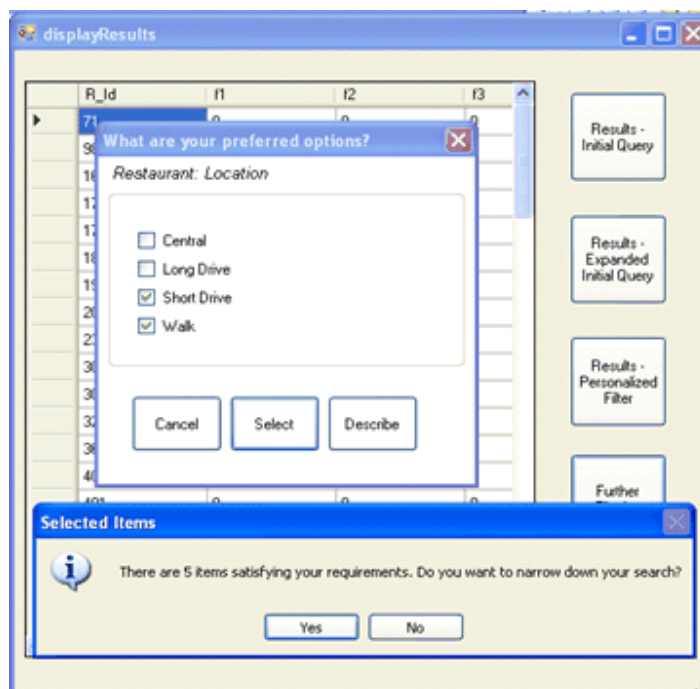 displayResults
R_Id f1 f2 f3
71
What are your preferred options?
Restaurant: Location
Central
Long Drive
Short Drive
Walk
Cancel Select Describe
Results -
Initial Query
Results -
Expanded
Initial Query
Results -
Personalized
Filter
Further
Selected Items
There are 5 items satisfying your requirements. Do you want to narrow down your search?
Yes No